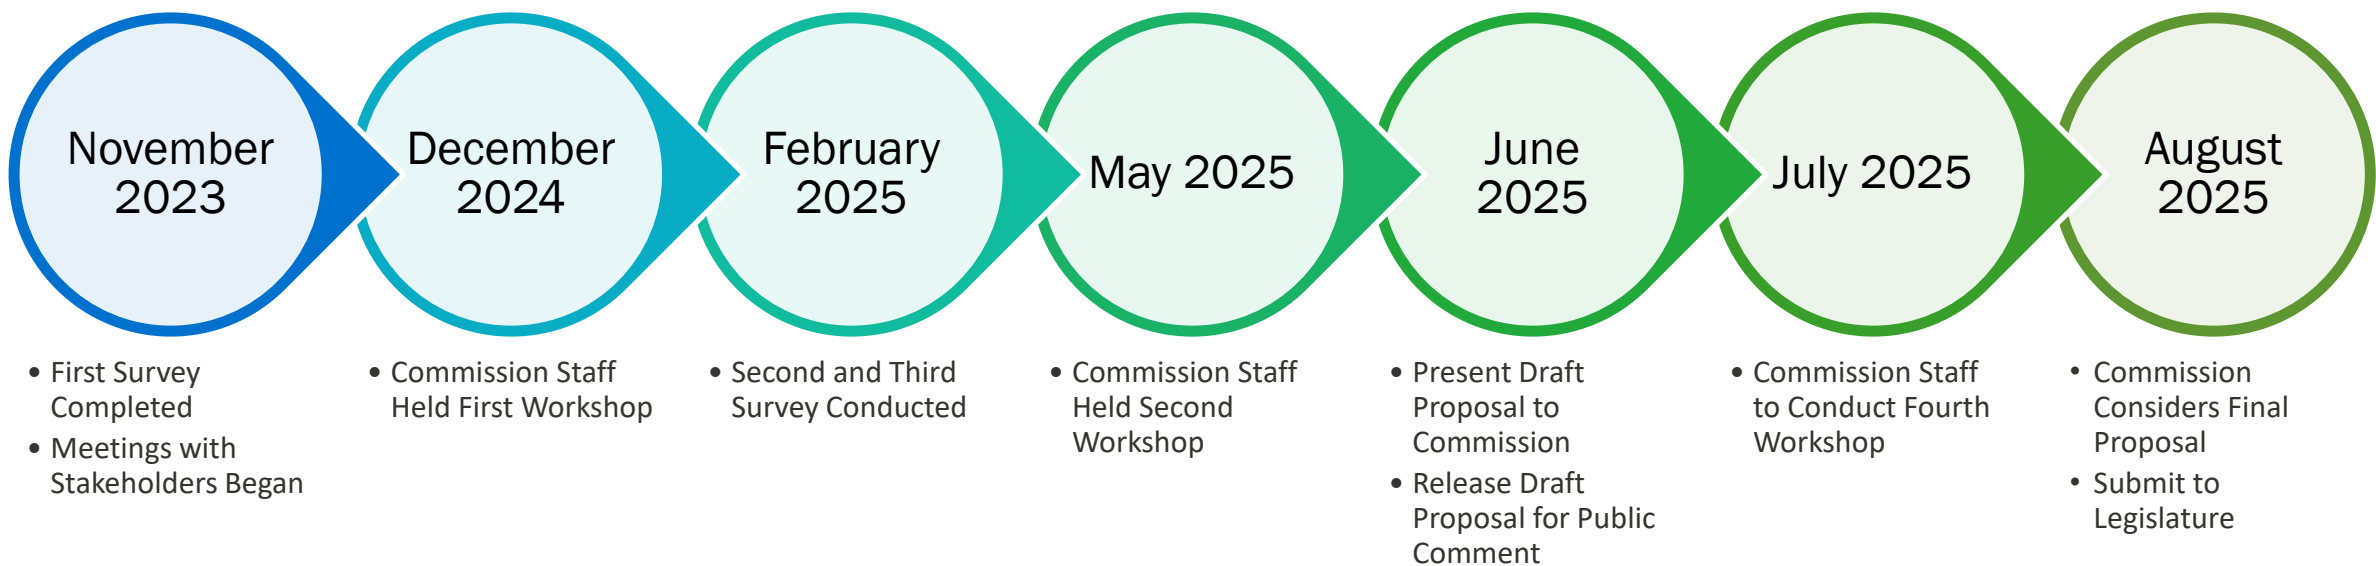 November
2023
December
2024
February
2025
May 2025
June
2025
July 2025
August
2025
• First Survey
Completed
• Meetings with
Stakeholders Began
• Commission Staff
Held First Workshop
• Second and Third
Survey Conducted
• Commission Staff
Held Second
Workshop
• Present Draft
Proposal to
Commission
• Release Draft
Proposal for Public
Comment
• Commission Staff
to Conduct Fourth
Workshop
• Commission
Considers Final
Proposal
• Submit to
Legislature